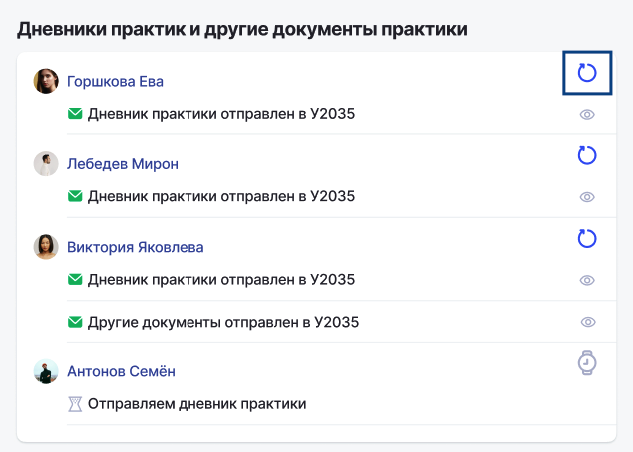 Дневники практик и другие документы практики
Горшкова Ева
Дневник практики отправлен в У2035
Лебедев Мирон
Дневник практики отправлен в У2035
Виктория Яковлева
Дневник практики отправлен в У2035
Другие документы отправлен в У2035
Антонов Семён
Отправляем дневник практики